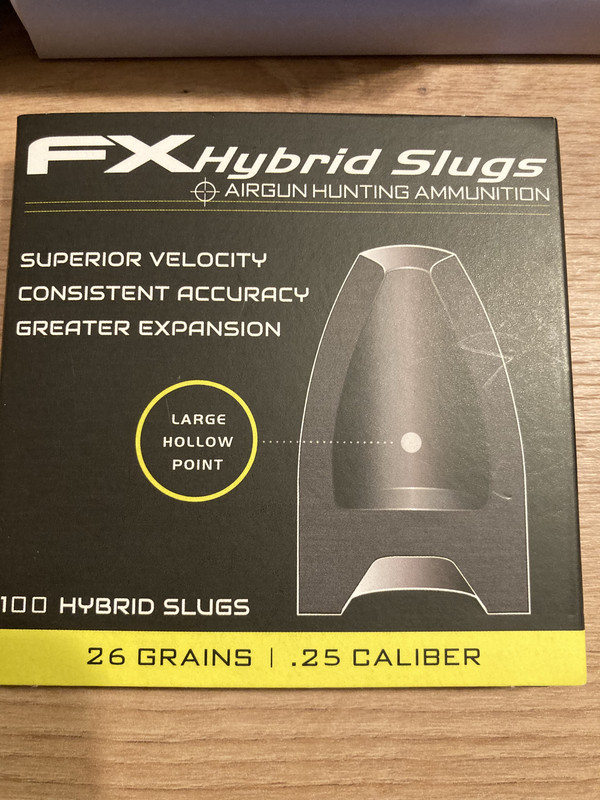 FX Hybrid Slugs
AIRGUN HUNTING AMMUNITION
SUPERIOR VELOCITY
CONSISTENT ACCURACY
GREATER EXPANSION
LARGE
HOLLOW
POINT
100 HYBRID SLUGS
26 GRAINS | .25 CALIBER